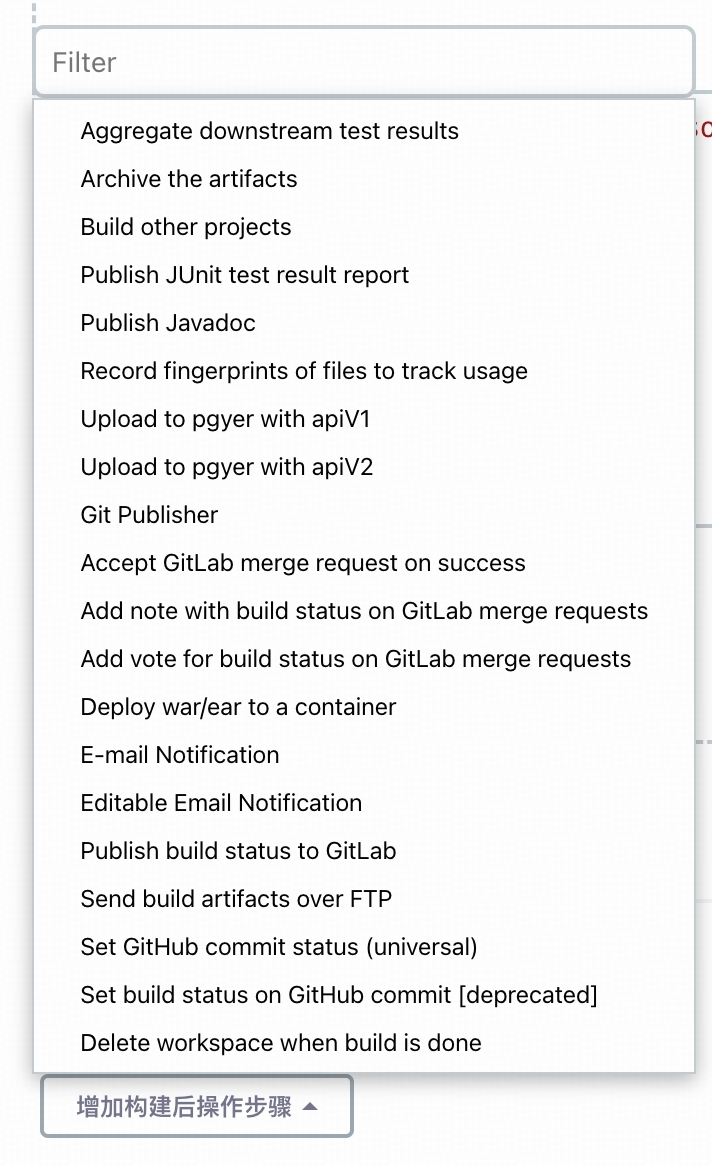 Filter
Aggregate downstream test results
Archive the artifacts
Build other projects
Publish JUnit test result report
Publish Javadoc
Record fingerprints of files to track usage
Upload to pgyer with apiV1
Upload to pgyer with apiV2
Git Publisher
Accept GitLab merge request on success
Add note with build status on GitLab merge requests
Add vote for build status on GitLab merge requests
Deploy war/ear to a container
E-mail Notification
Editable Email Notification
Publish build status to GitLab
Send build artifacts over FTP
Set GitHub commit status (universal)
Set build status on GitHub commit [deprecated]
Delete workspace when build is done
增加构建后操作步骤